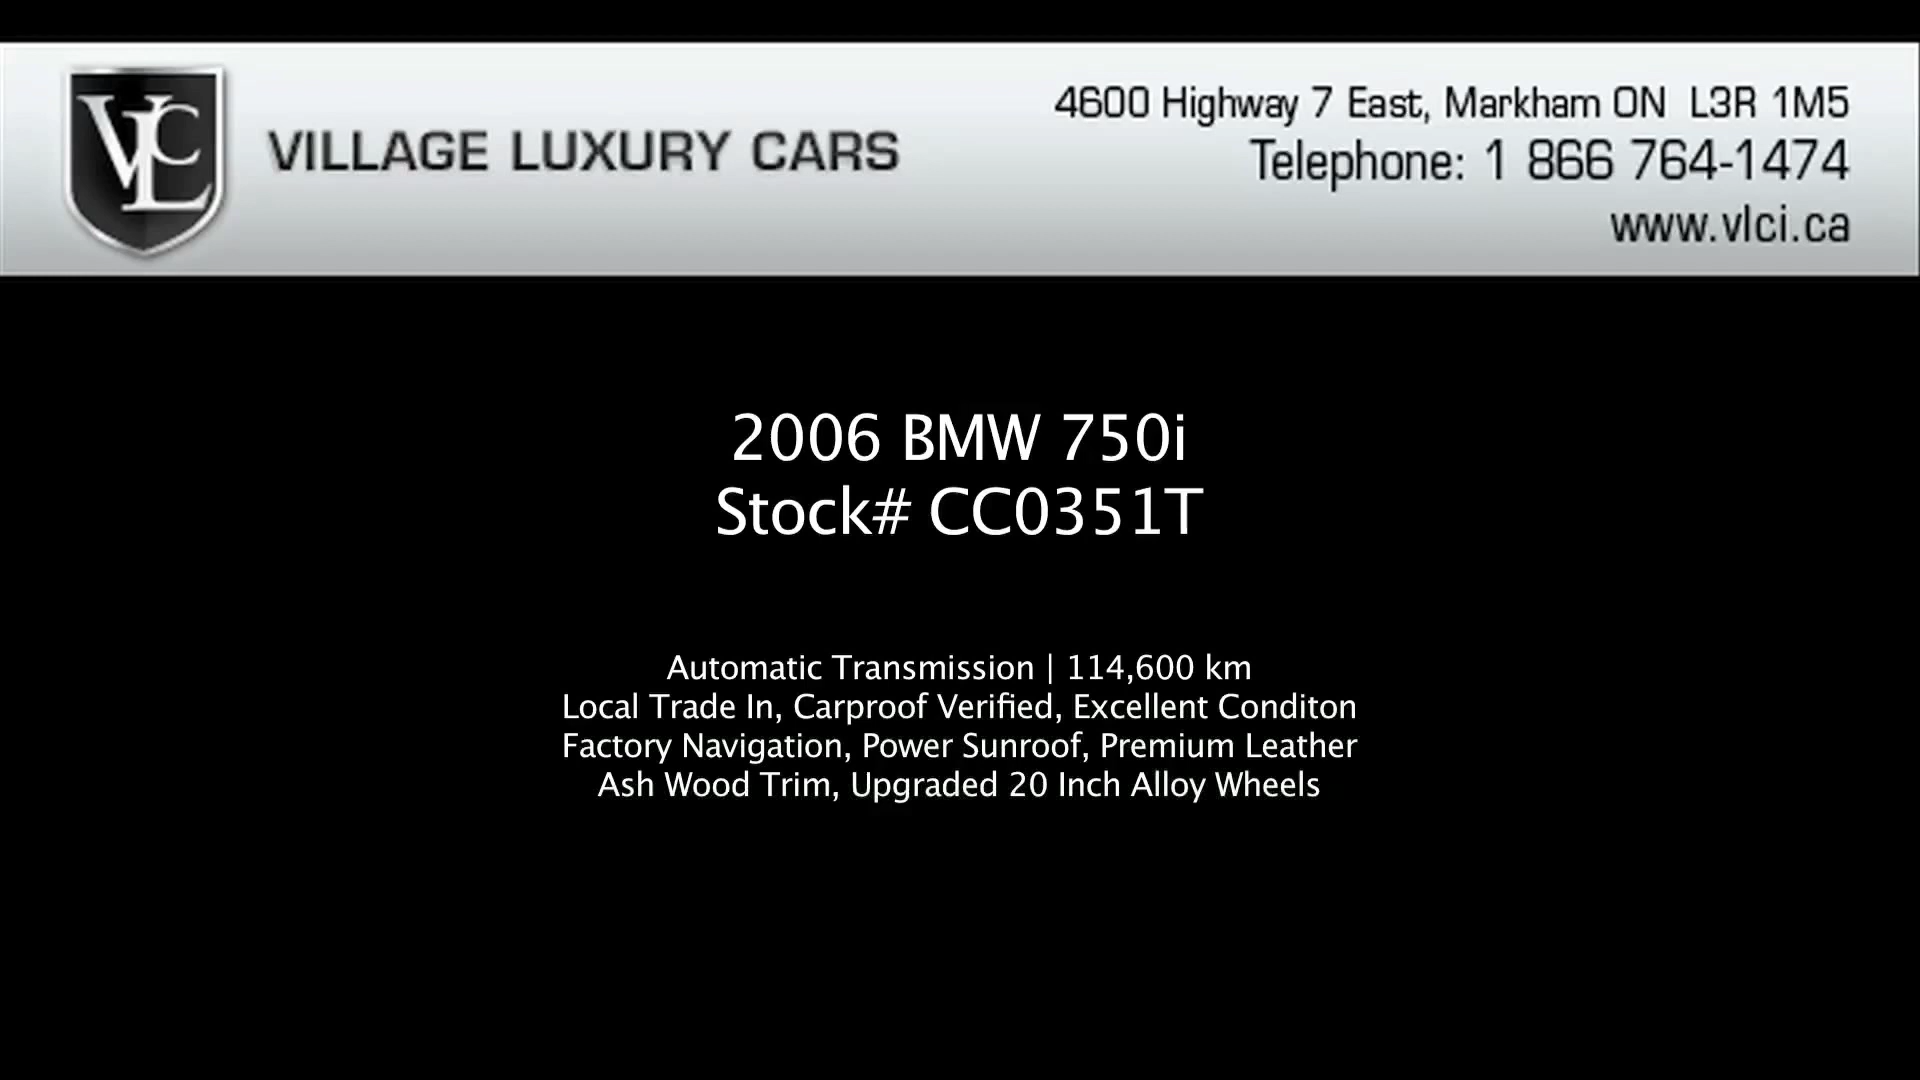 VLC
VILLAGE LUXURY CARS
4600 Highway 7 East, Markham ON L3R 1M5
Telephone: 1 866 764-1474
www.vlci.ca
2006 BMW 750i
Stock# CC0351T
Automatic Transmission | 114,600 km
Local Trade In, Carproof Verified, Excellent Conditon
Factory Navigation, Power Sunroof, Premium Leather
Ash Wood Trim, Upgraded 20 Inch Alloy Wheels